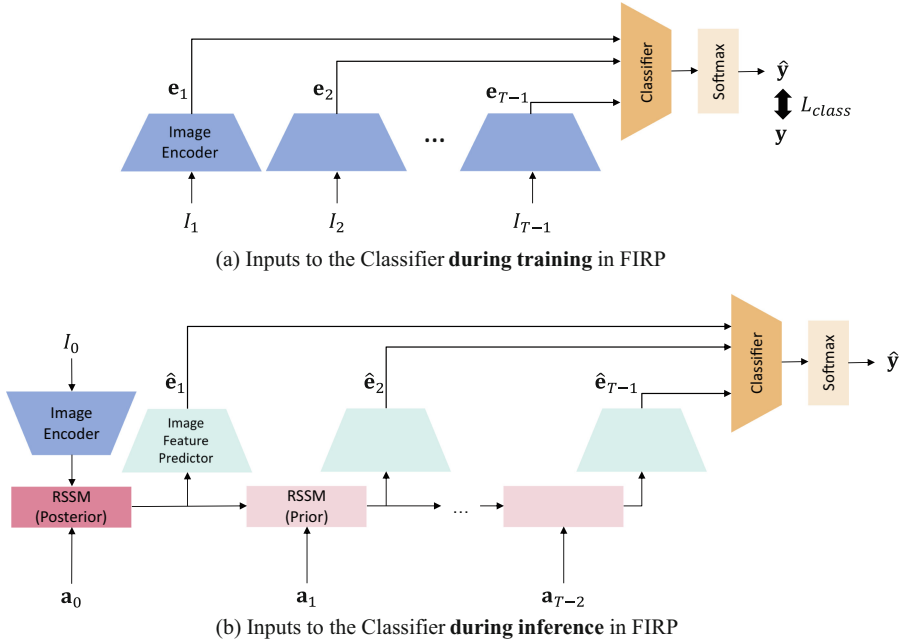 e₁
e₂
e_{T−1}
Image
Encoder
...
Classifier
Softmax
ŷ
L_{class}
y
I₁
I₂
I_{T−1}
(a) Inputs to the Classifier during training in FIRP
I₀
ê₁
ê₂
ê_{T−1}
Classifier
Softmax
ŷ
Image
Encoder
Image
Feature
Predictor
RSSM
(Posterior)
RSSM
(Prior)
...
a₀
a₁
a_{T−2}
(b) Inputs to the Classifier during inference in FIRP